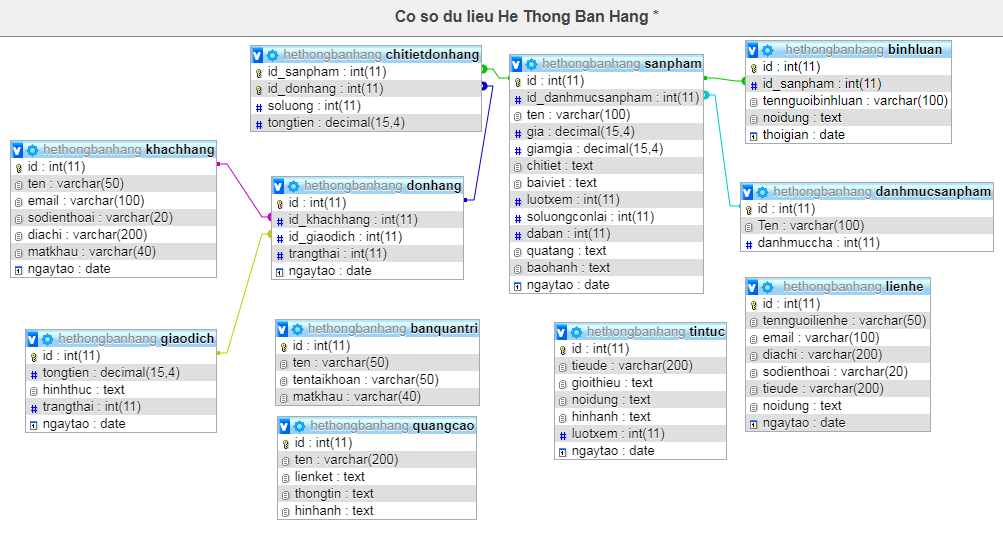 Co so du lieu He Thong Ban Hang *
hethongbanhang chitietdonhang
id_sanpham : int(11)
id_donhang : int(11)
soluong : int(11)
tongtien : decimal(15,4)
hethongbanhang sanpham
id : int(11)
id_danhmucsanpham : int(11)
ten : varchar(100)
gia : decimal(15,4)
giamgia : decimal(15,4)
chitiet : text
baiviet : text
luotxem : int(11)
soluongconlai : int(11)
daban : int(11)
quatang : text
baohanh : text
ngaytao : date
hethongbanhang binhluan
id : int(11)
id_sanpham : int(11)
tennguoibinhluan : varchar(100)
noidung : text
thoigian : date
hethongbanhang khachhang
id : int(11)
ten : varchar(50)
email : varchar(100)
sodienthoai : varchar(20)
diachi : varchar(200)
matkhau : varchar(40)
ngaytao : date
hethongbanhang donhang
id : int(11)
id_khachhang : int(11)
id_giaodich : int(11)
trangthai : int(11)
ngaytao : date
hethongbanhang danhmucsanpham
id : int(11)
Ten : varchar(100)
danhmuccha : int(11)
hethongbanhang giaodich
id : int(11)
tongtien : decimal(15,4)
hinhthuc : text
trangthai : int(11)
ngaytao : date
hethongbanhang banquantri
id : int(11)
ten : varchar(50)
tentaikhoan : varchar(50)
matkhau : varchar(40)
hethongbanhang quangcao
id : int(11)
ten : varchar(200)
lienket : text
thongtin : text
hinhanh : text
hethongbanhang tintuc
id : int(11)
tieude : varchar(200)
gioithieu : text
noidung : text
hinhanh : text
luotxem : int(11)
ngaytao : date
hethongbanhang lienhe
id : int(11)
tennguoilienhe : varchar(50)
email : varchar(100)
diachi : varchar(200)
sodienthoai : varchar(20)
tieude : varchar(200)
noidung : text
ngaytao : date